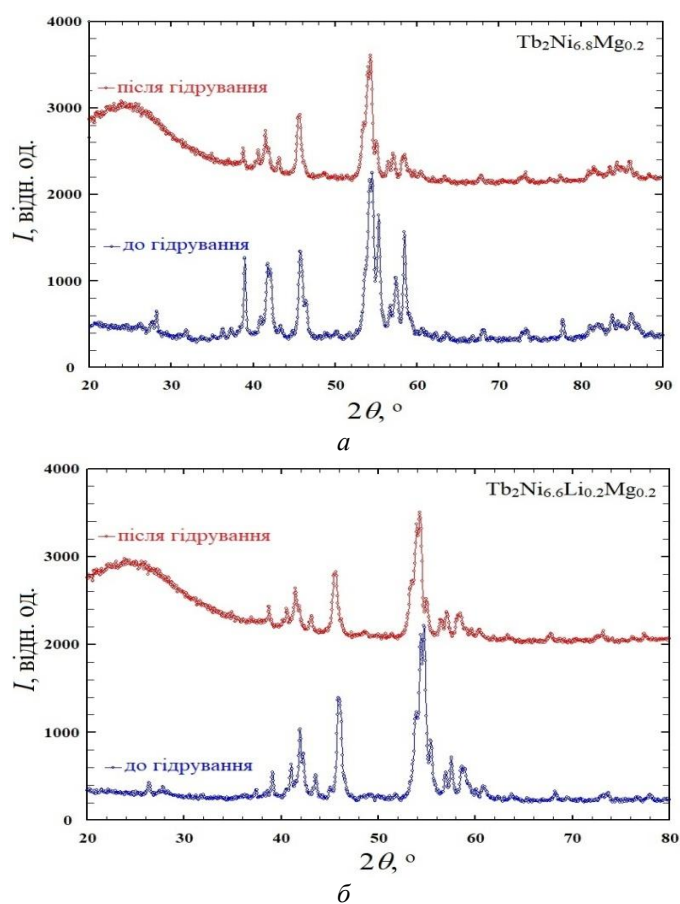 4000
Tb₂Ni₆.₈Mg₀.₂
після гідрування
3000
2000
до гідрування
1000
0
I, відн. од.
20 30 40 50 60 70 80 90
2θ, °
а
4000
Tb₂Ni₆.₆Li₀.₂Mg₀.₂
після гідрування
3000
2000
1000
до гідрування
0
I, відн. од.
20 30 40 50 60 70 80
2θ, °
б